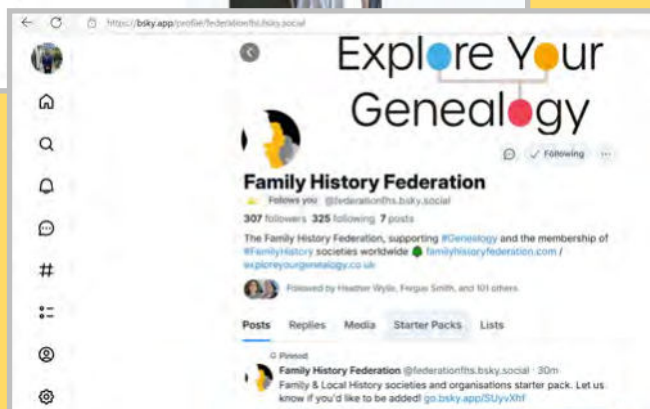 https://bsky.app/profile/federationfhs.bsky.social
Explore Your
Genealogy
Following
Family History Federation
Follows you @federationfhs.bsky.social
307 followers 325 following 7 posts
The Family History Federation, supporting #Genealogy and the membership of
#FamilyHistory societies worldwide familyhistoryfederation.com /
exploreyourgenealogy.co.uk
Followed by Heather Wylie, Fergus Smith, and 101 others
Posts Replies Media Starter Packs Lists
Pinned
Family History Federation @federationfhs.bsky.social · 30m
Family & Local History societies and organisations starter pack. Let us
know if you'd like to be added! go.bsky.app/SUyvXhf